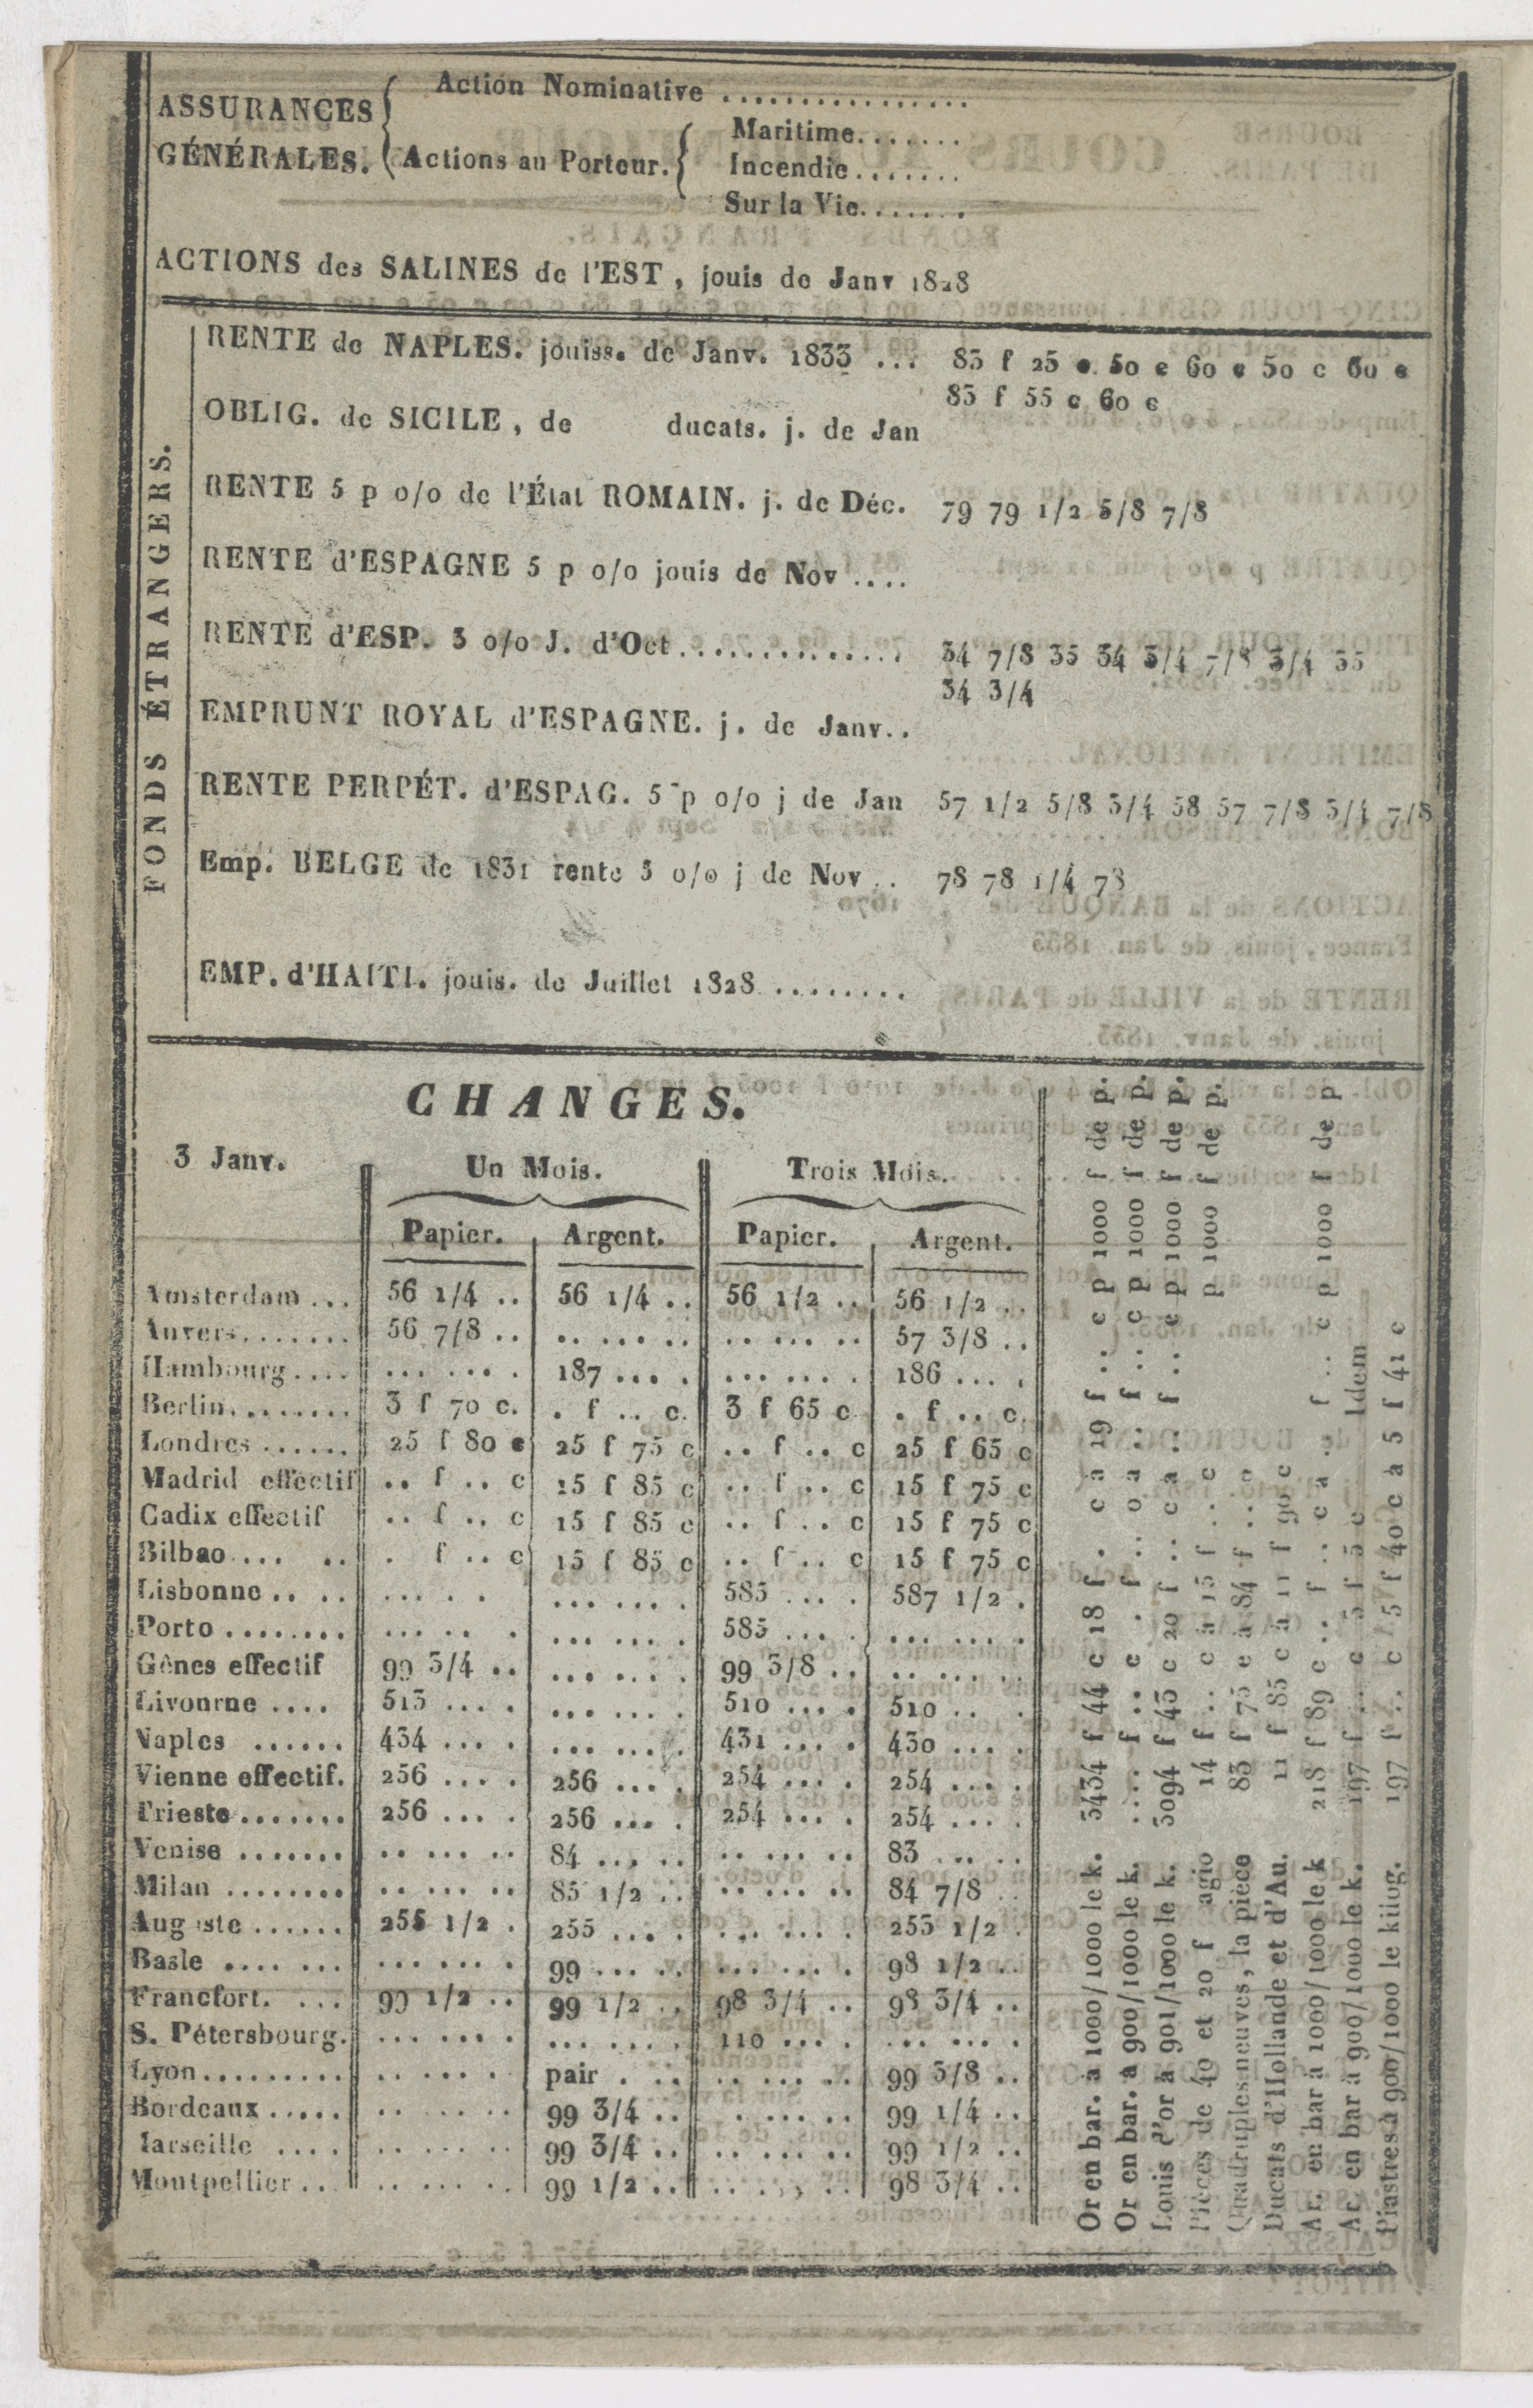 ASSURANCES GÉNÉRALES.
Action Nominative ................
Actions au Porteur.
Maritime.......
Incendie.......
Sur la Vie.......
ACTIONS des SALINES de l'EST, jouis de Janv 1828
FONDS ÉTRANGERS.
RENTE de NAPLES. jouiss. de Janv. 1833 ... 83 f 25 c 50 c 60 c 50 c 60 c
83 f 55 c 60 c
OBLIG. de SICILE, de ducats. j. de Jan
RENTE 5 p o/o de l'État ROMAIN. j. de Déc. 79 79 1/2 5/8 7/8
RENTE d'ESPAGNE 5 p o/o jouis de Nov ....
RENTE d'ESP. 3 o/o J. d'Oct.............. 34 7/8 35 34 3/4 7/8 3/4 35
34 3/4
EMPRUNT ROYAL d'ESPAGNE. j. de Janv..
RENTE PERPÉT. d'ESPAG. 5 p o/o j de Jan 57 1/2 5/8 3/4 58 57 7/8 3/4 7/8
Emp. BELGE de 1831 rente 5 o/o j de Nov .. 78 78 1/4 78
EMP. d'HAITI. jouis. de Juillet 1828 ........
CHANGES.
3 Janv. Un Mois. Trois Mois.
Papier. Argent. Papier. Argent.
Amsterdam ... 56 1/4 .. 56 1/4 .. 56 1/2 .. 56 1/2 ..
Anvers....... 56 7/8 .. .. ... .. .. ... .. 57 3/8 ..
Hambourg.... ... ... . 187 ... . ... ... . 186 ... .
Berlin........ 3 f 70 c. . f .. c. 3 f 65 c . f .. c.
Londres ...... 25 f 80 c 25 f 75 c .. f .. c 25 f 65 c
Madrid effectif .. f .. c 15 f 85 c .. f .. c 15 f 75 c
Cadix effectif .. f .. c 15 f 85 c .. f .. c 15 f 75 c
Bilbao.... .. . f .. c 15 f 85 c .. f .. c 15 f 75 c
Lisbonne .. .. ... .. . ... ... . 585 ... . 587 1/2 .
Porto ........ ... .. . ... ... . 585 ... . ... ... .
Gênes effectif 99 3/4 .. ... ... . 99 3/8 .. .. ... ..
Livourne .... 513 ... . ... ... . 510 ... . 510 .. .
Naples ...... 434 ... . ... ... . 431 ... . 430 ... .
Vienne effectif. 256 ... . 256 ... . 254 ... . 254 ... .
Trieste....... 256 ... . 256 ... . 254 ... . 254 ... .
Venise ....... .. ... .. 84 ... .. .. ... .. 83 ... ..
Milan ........ .. ... .. 85 1/2 .. .. ... .. 84 7/8 ..
Auguste ...... 255 1/2 . 255 ... . ... ... . 253 1/2 .
Basle .... ... ... ... . 99 ... .. ... ... . 98 1/2 ..
Francfort. ... 99 1/2 .. 99 1/2 .. 98 3/4 .. 98 3/4 ..
S. Pétersbourg. ... ... . ... ... . 110 ... . ... ... .
Lyon......... .. ... . pair . .. .. ... .. 99 5/8 ..
Bordeaux ..... .. ... .. 99 3/4 .. . ... .. 99 1/4 ..
Marseille .... .. ... .. 99 3/4 .. .. ... .. 99 1/2 ..
Montpellier ... .. ... .. 99 1/2 .. .. ... .. 98 3/4 ..
Or en bar. à 1000/1000 le k. 3434 f 44 c 18 f . c à 19 f .. c p 1000 f de p.
Or en bar. à 900/1000 le k. .... f .. c . f .. o à . f .. c p 1000 f de p.
Louis d'or à 901/1000 le k. 3094 f 43 c 20 f .. c à .. f .. c p 1000 f de p.
Pièces de 40 et 20 f agio 14 f .. c à 15 f .. c p 1000 f de p.
Quadruples neuves, la pièce 83 f 75 c à 84 f .. c
Ducats d'Hollande et d'Au. 11 f 85 c à 11 f 90 c
Ar. en bar à 1000/1000 le k 218 f 89 c .. f .. c à . f .. c p 1000 f de p
Ar. en bar à 900/1000 le k. 197 f .. c 5 f 5 c Idem
Piastres à 900/1000 le kilog. 197 f .. c 5 f 40 c à 5 f 41 c